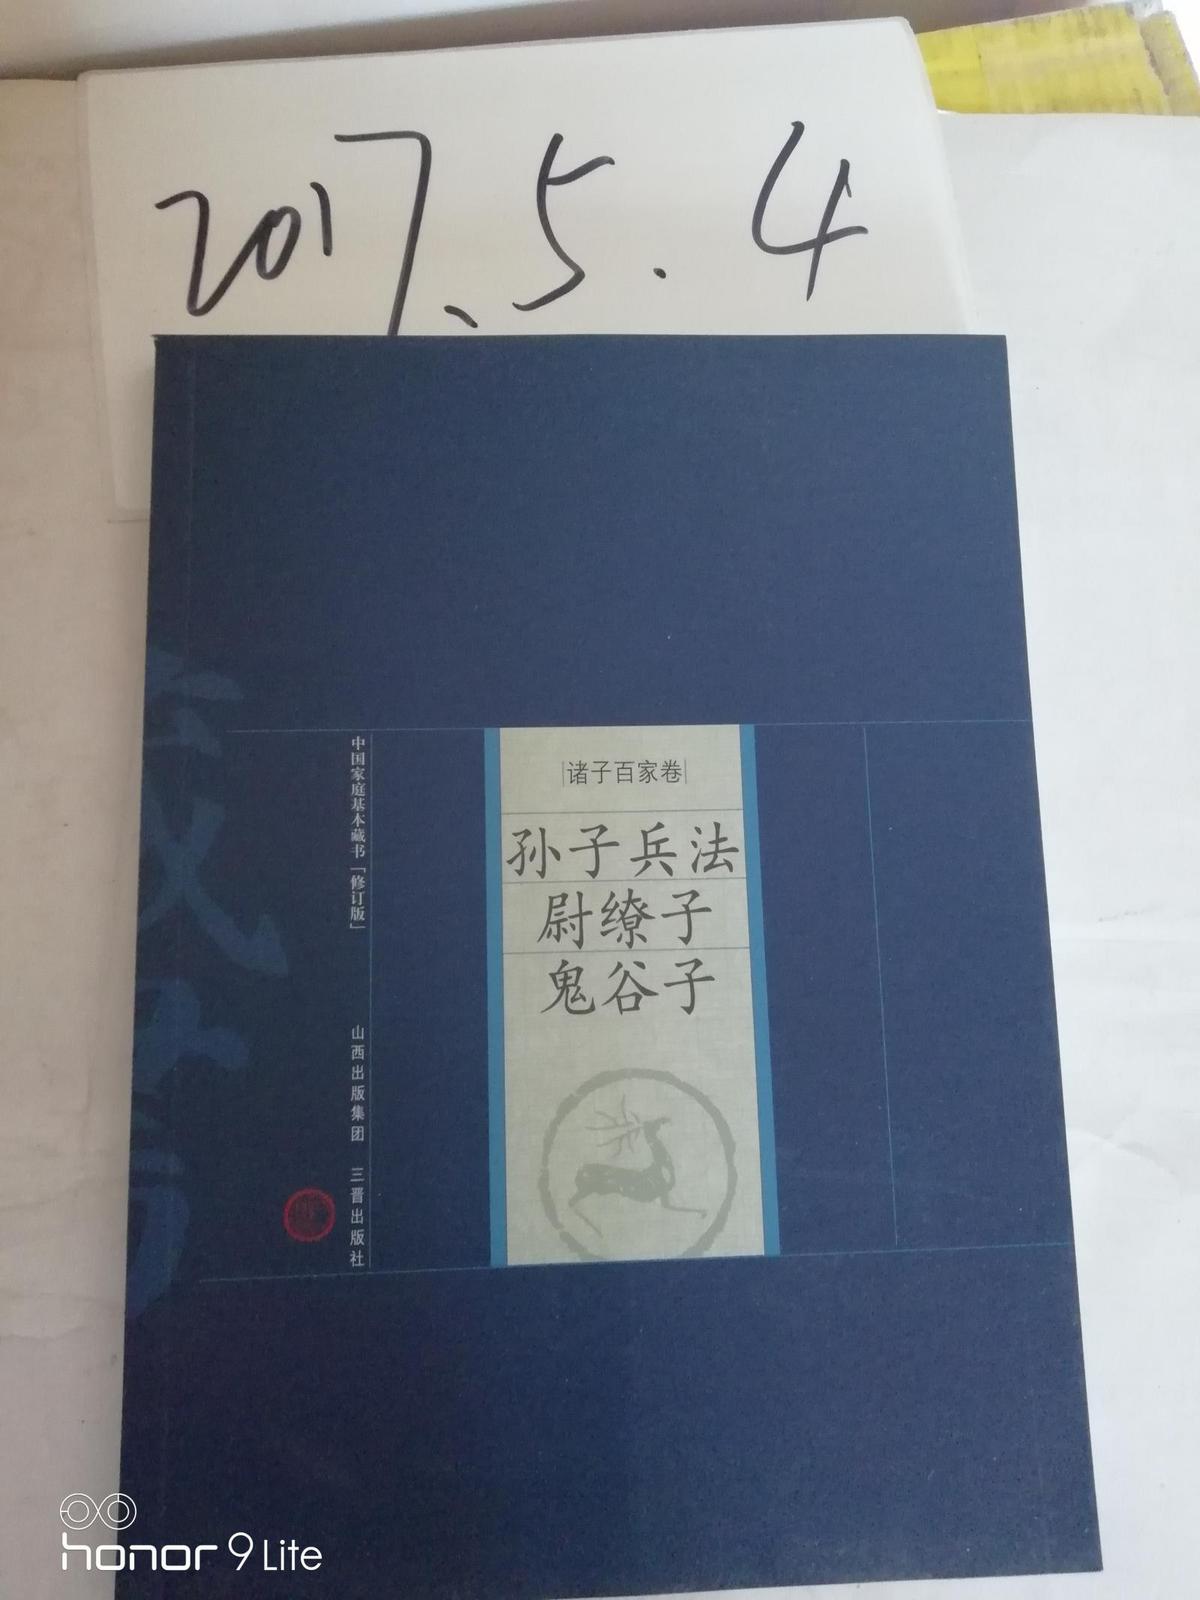 2017.5.4
诸子百家卷
孙子兵法
尉缭子
鬼谷子
中国家庭基本藏书「修订版」
山西出版集团 三晋出版社
honor 9 Lite